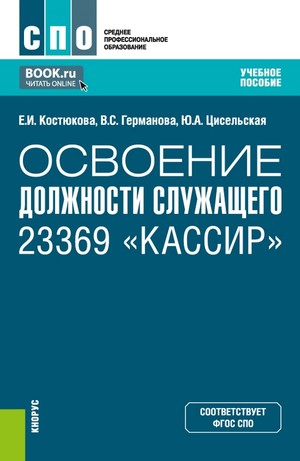 СПО
СРЕДНЕЕ
ПРОФЕССИОНАЛЬНОЕ
ОБРАЗОВАНИЕ
BOOK.ru
ЧИТАТЬ ONLINE
УЧЕБНОЕ
ПОСОБИЕ
Е.И. Костюкова, В.С. Германова, Ю.А. Цисельская
ОСВОЕНИЕ
ДОЛЖНОСТИ СЛУЖАЩЕГО
23369 «КАССИР»
КНОРУС
СООТВЕТСТВУЕТ
ФГОС СПО